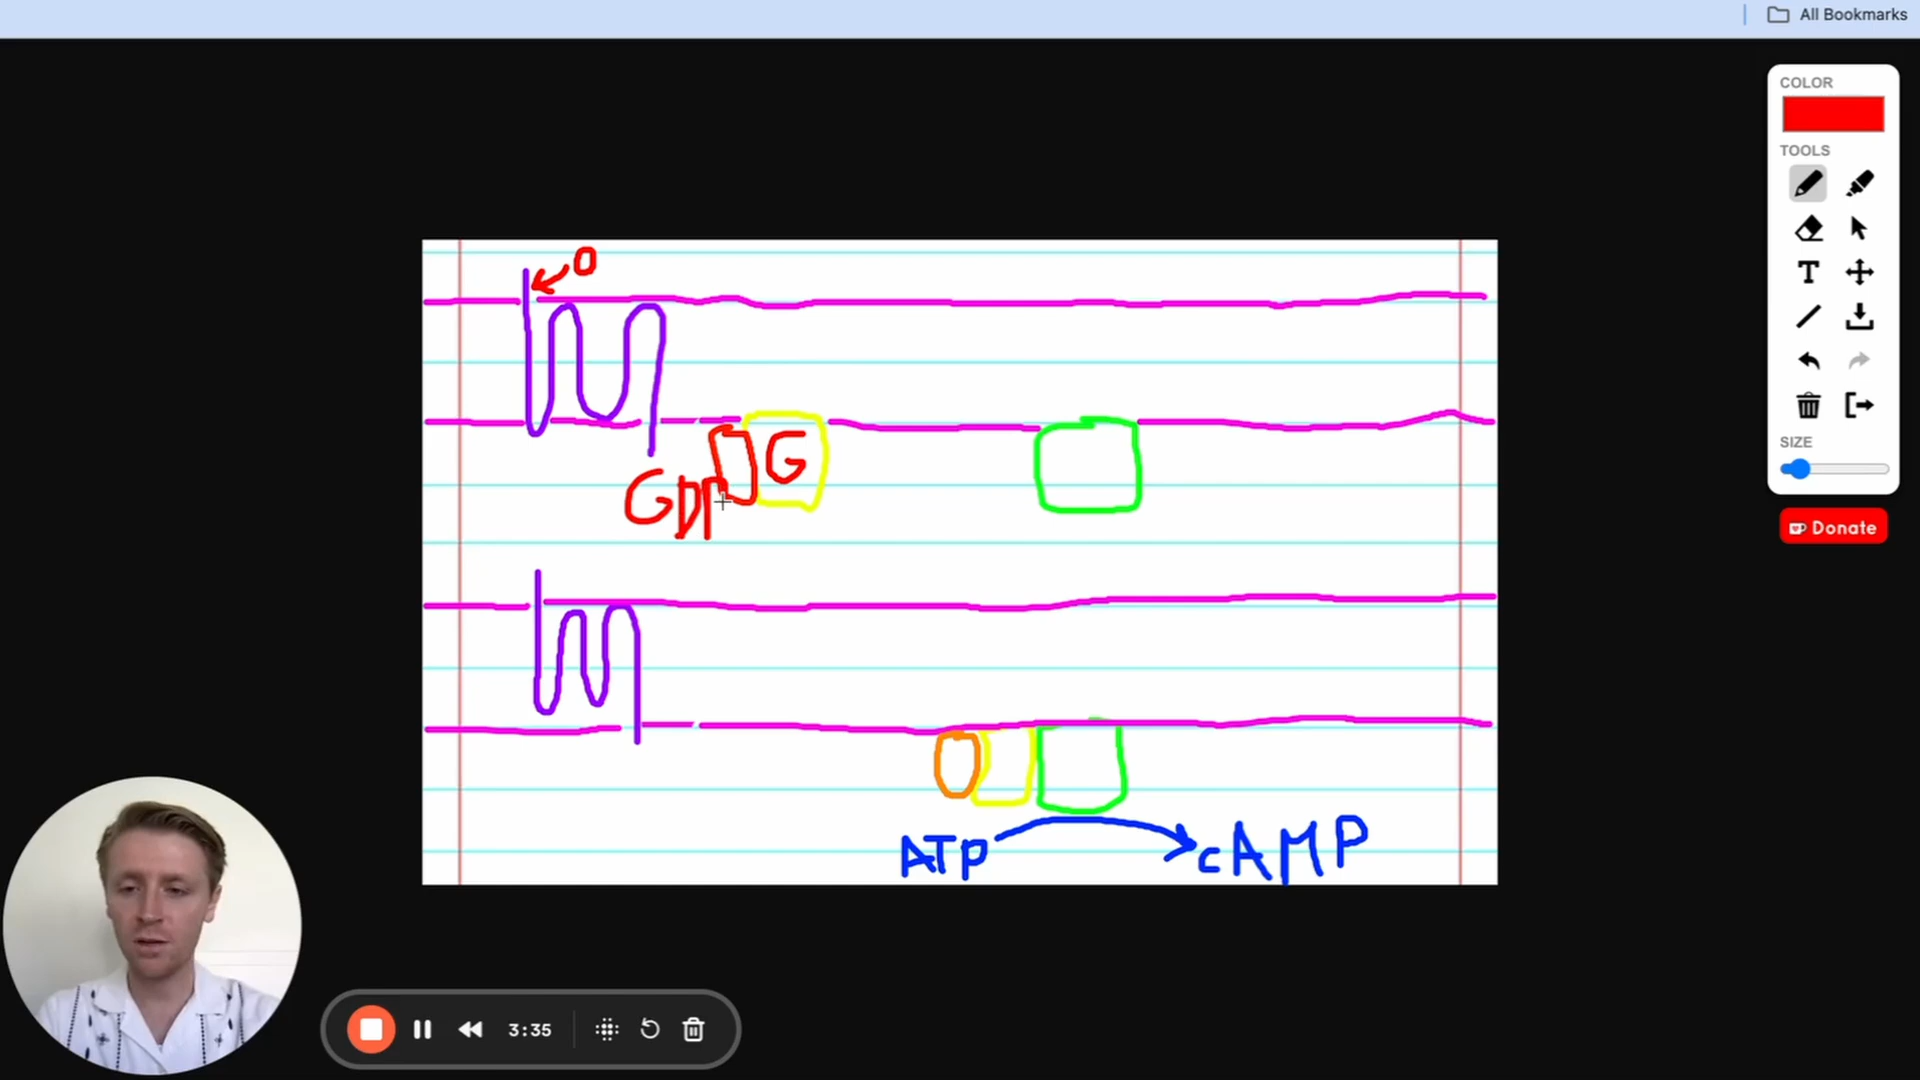 All Bookmarks
COLOR
TOOLS
T
SIZE
Donate
G
GDP
ATP
cAMP
3:35